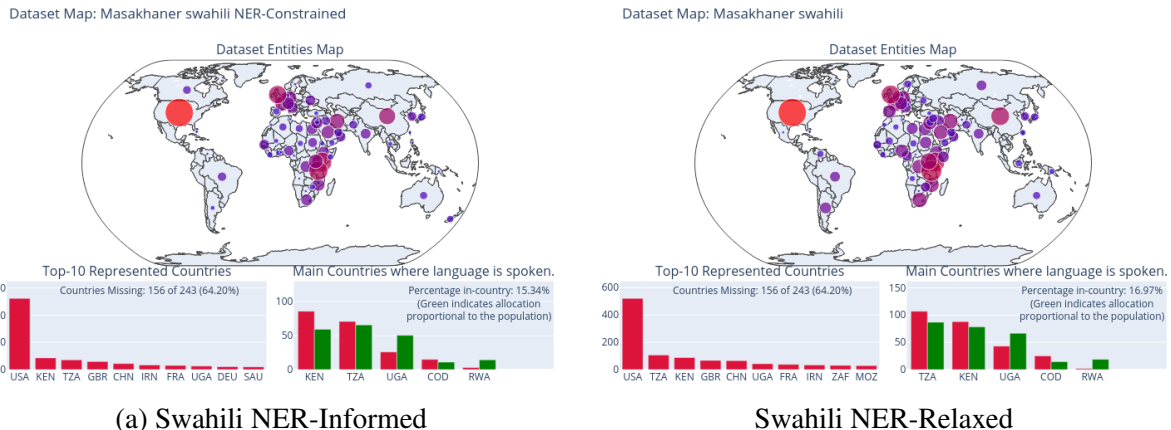 Dataset Map: Masakhaner swahili NER-Constrained
Dataset Entities Map
Top-10 Represented Countries
Countries Missing: 156 of 243 (64.20%)
0
0
0
0
USA KEN TZA GBR CHN IRN FRA UGA DEU SAU
Main Countries where language is spoken.
Percentage in-country: 15.34%
(Green indicates allocation
proportional to the population)
100
50
0
KEN TZA UGA COD RWA
(a) Swahili NER-Informed
Dataset Map: Masakhaner swahili
Dataset Entities Map
Top-10 Represented Countries
Countries Missing: 156 of 243 (64.20%)
600
400
200
0
USA TZA KEN GBR CHN UGA FRA IRN ZAF MOZ
Main Countries where language is spoken.
Percentage in-country: 16.97%
(Green indicates allocation
proportional to the population)
150
100
50
0
TZA KEN UGA COD RWA
Swahili NER-Relaxed